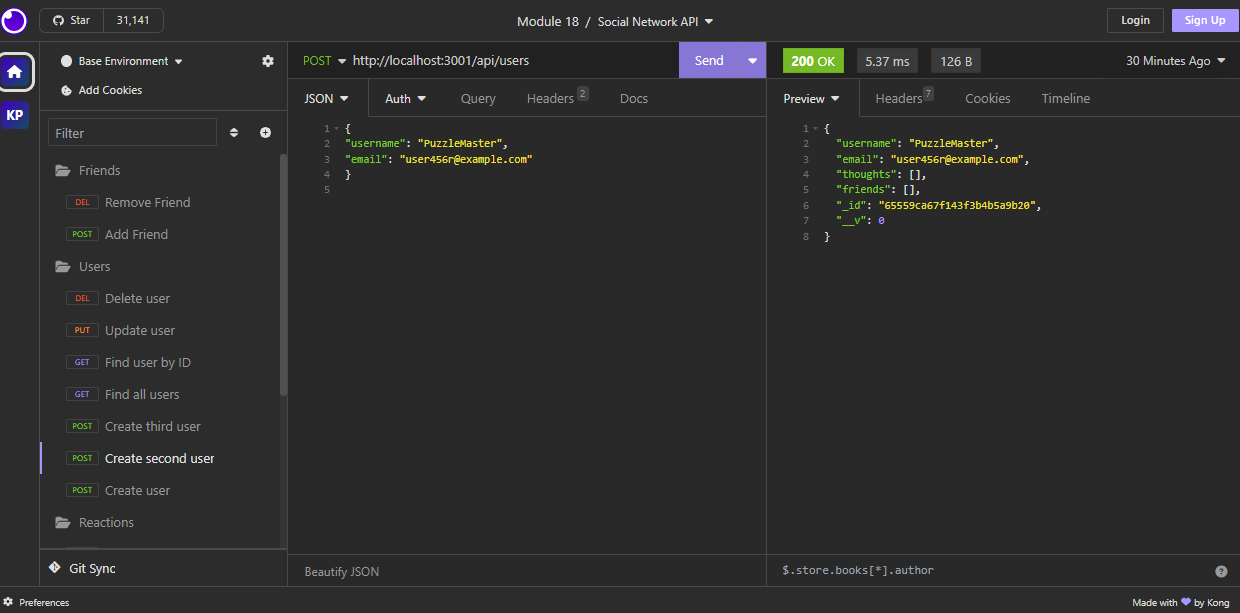 Star 31,141 Module 18 / Social Network API Login Sign Up
Base Environment
Add Cookies
KP
Filter
Friends
DEL Remove Friend
POST Add Friend
Users
DEL Delete user
PUT Update user
GET Find user by ID
GET Find all users
POST Create third user
POST Create second user
POST Create user
Reactions
Git Sync
POST http://localhost:3001/api/users Send
JSON Auth Query Headers 2 Docs
1 {
2 "username": "PuzzleMaster",
3 "email": "user456r@example.com"
4 }
5
Beautify JSON
200 OK 5.37 ms 126 B 30 Minutes Ago
Preview Headers 7 Cookies Timeline
1 {
2 "username": "PuzzleMaster",
3 "email": "user456r@example.com",
4 "thoughts": [],
5 "friends": [],
6 "_id": "65559ca67f143f3b4b5a9b20",
7 "__v": 0
8 }
$.store.books[*].author ?
Preferences Made with by Kong